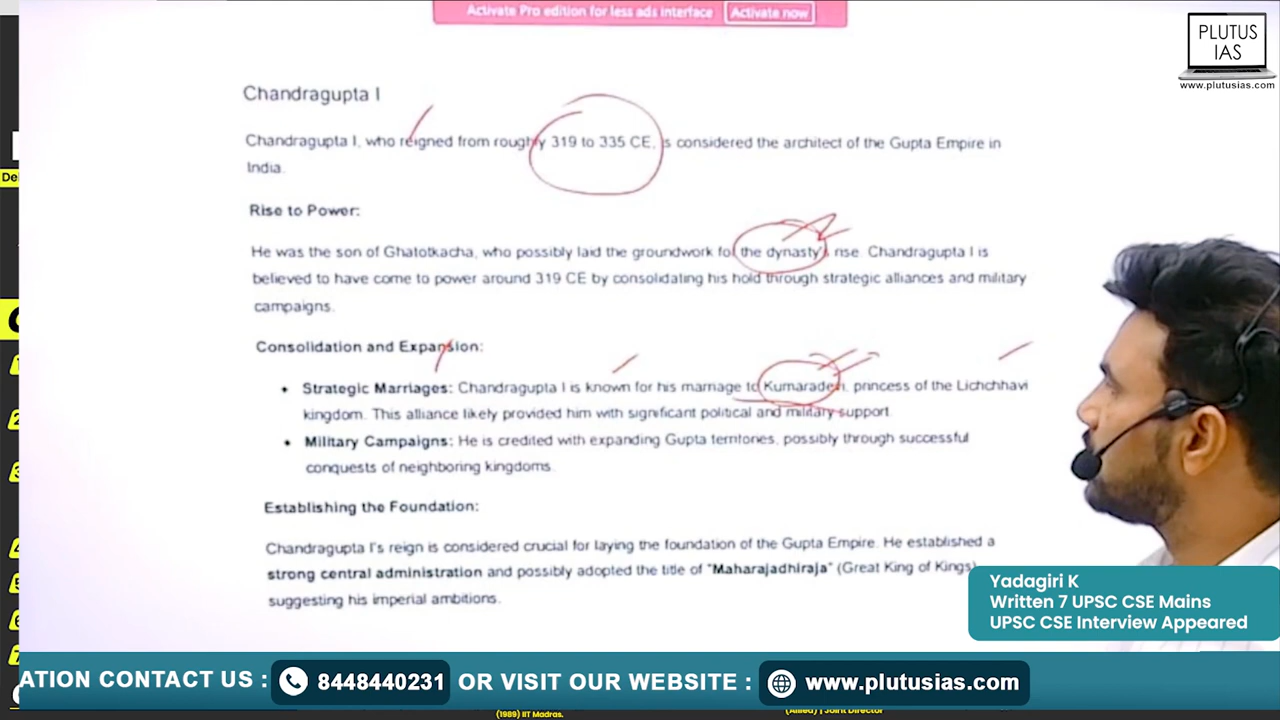 Activate Pro edition for less ads interface Activate now
PLUTUS
IAS
www.plutusias.com
Chandragupta I
Chandragupta I, who reigned from roughly 319 to 335 CE, is considered the architect of the Gupta Empire in
India.
De
Rise to Power:
He was the son of Ghatotkacha, who possibly laid the groundwork for the dynasty's rise. Chandragupta I is
believed to have come to power around 319 CE by consolidating his hold through strategic alliances and military
campaigns.
Consolidation and Expansion:
• Strategic Marriages: Chandragupta I is known for his marriage to Kumaradevi, princess of the Lichchhavi
kingdom. This alliance likely provided him with significant political and military support.
• Military Campaigns: He is credited with expanding Gupta territories, possibly through successful
conquests of neighboring kingdoms.
Establishing the Foundation:
Chandragupta I's reign is considered crucial for laying the foundation of the Gupta Empire. He established a
strong central administration and possibly adopted the title of "Maharajadhiraja" (Great King of Kings)
suggesting his imperial ambitions.
Yadagiri K
Written 7 UPSC CSE Mains
UPSC CSE Interview Appeared
ATION CONTACT US : 8448440231 OR VISIT OUR WEBSITE : www.plutusias.com
(1989) IIT Madras. (Allied) | Joint Director